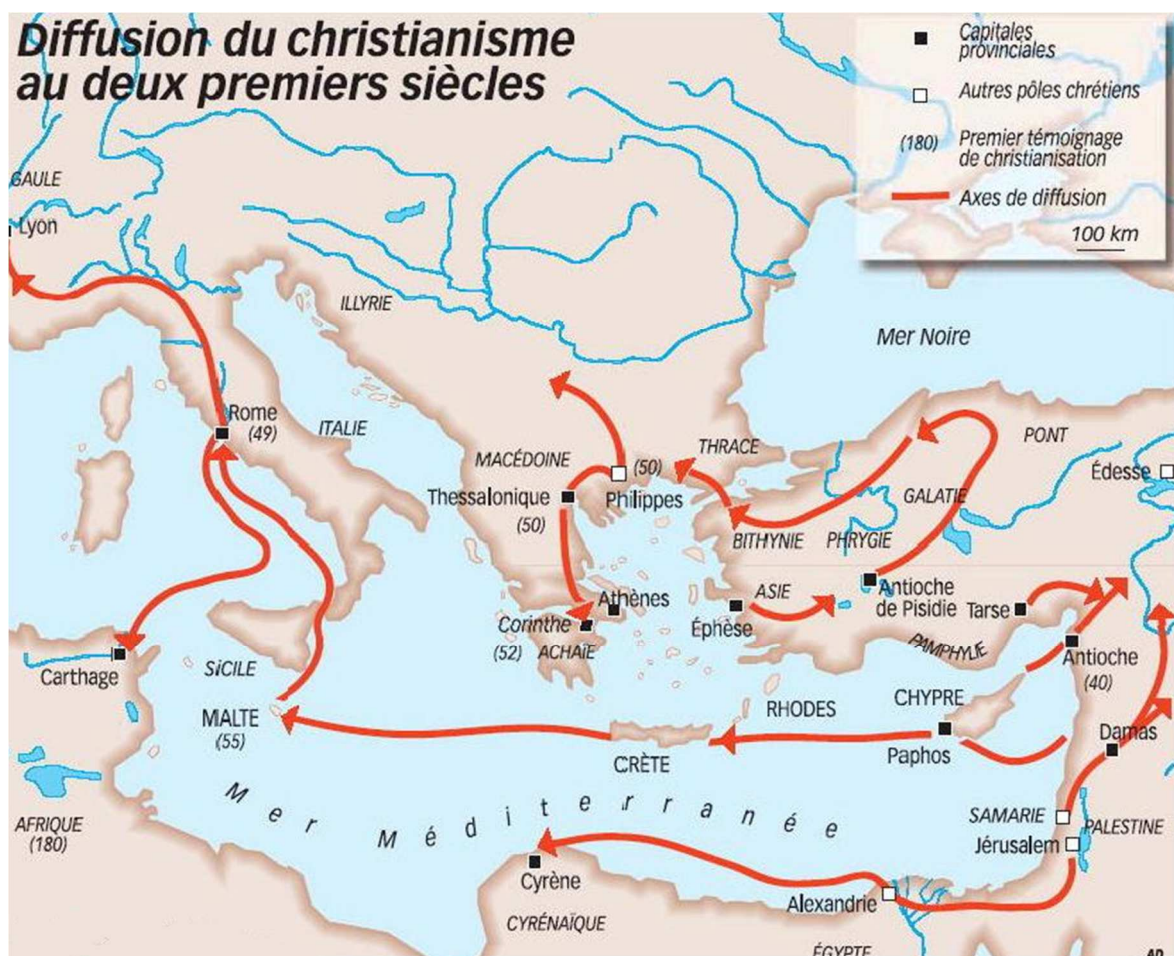 Diffusion du christianisme
au deux premiers siècles
Capitales
provinciales
Autres pôles chrétiens
(180)
Premier témoignage
de christianisation
Axes de diffusion
100 km
GAULE
Lyon
ILLYRIE
Mer Noire
Rome
(49)
ITALIE
MACÉDOINE
(50)
THRACE
PONT
Édesse
Thessalonique
(50)
Philippes
GALATIE
BITHYNIE
PHRYGIE
Athènes
ASIE
Antioche
de Pisidie
Tarse
Corinthe
(52)
ACHAÏE
Éphèse
PAMPHYLIE
Antioche
(40)
Carthage
SICILE
MALTE
(55)
RHODES
CHYPRE
Paphos
CRÈTE
Damas
Mer Méditerranée
AFRIQUE
(180)
SAMARIE
PALESTINE
Jérusalem
Cyrène
CYRÉNAÏQUE
Alexandrie
ÉGYPTE